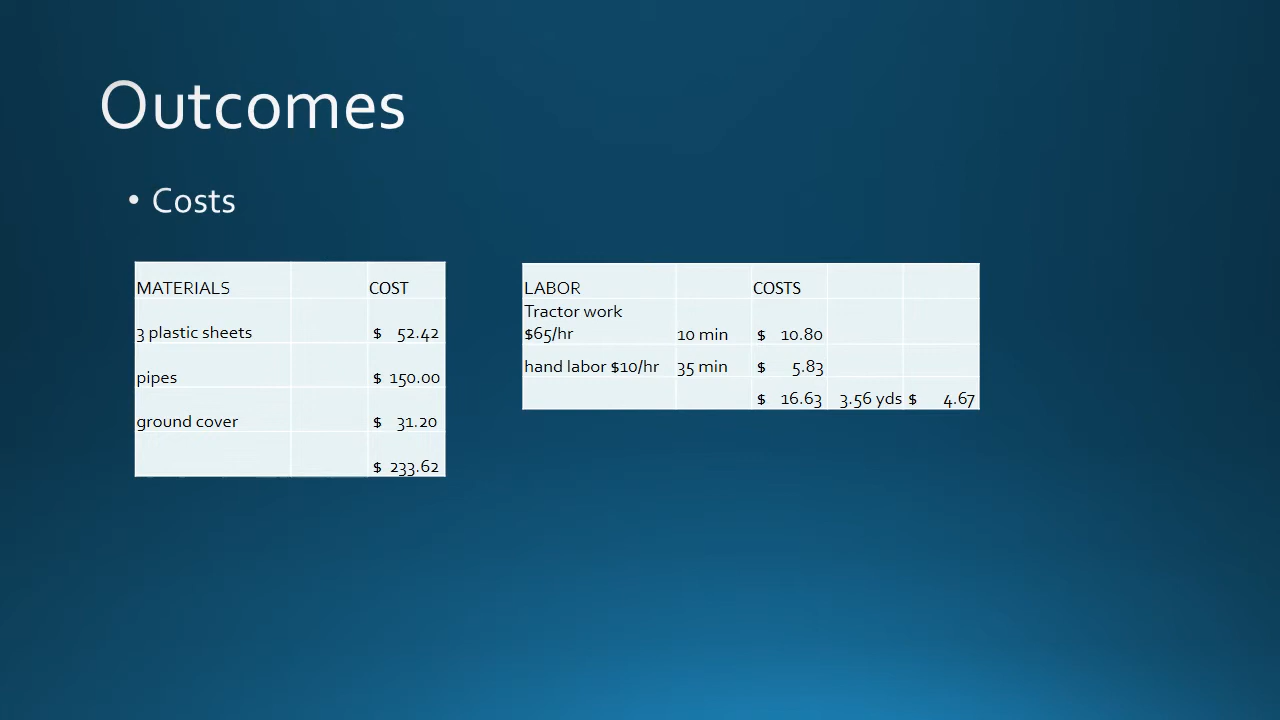 Outcomes
• Costs
MATERIALS COST
3 plastic sheets $ 52.42
pipes $ 150.00
ground cover $ 31.20
$ 233.62
LABOR COSTS
Tractor work
$65/hr 10 min $ 10.80
hand labor $10/hr 35 min $ 5.83
$ 16.63 3.56 yds $ 4.67